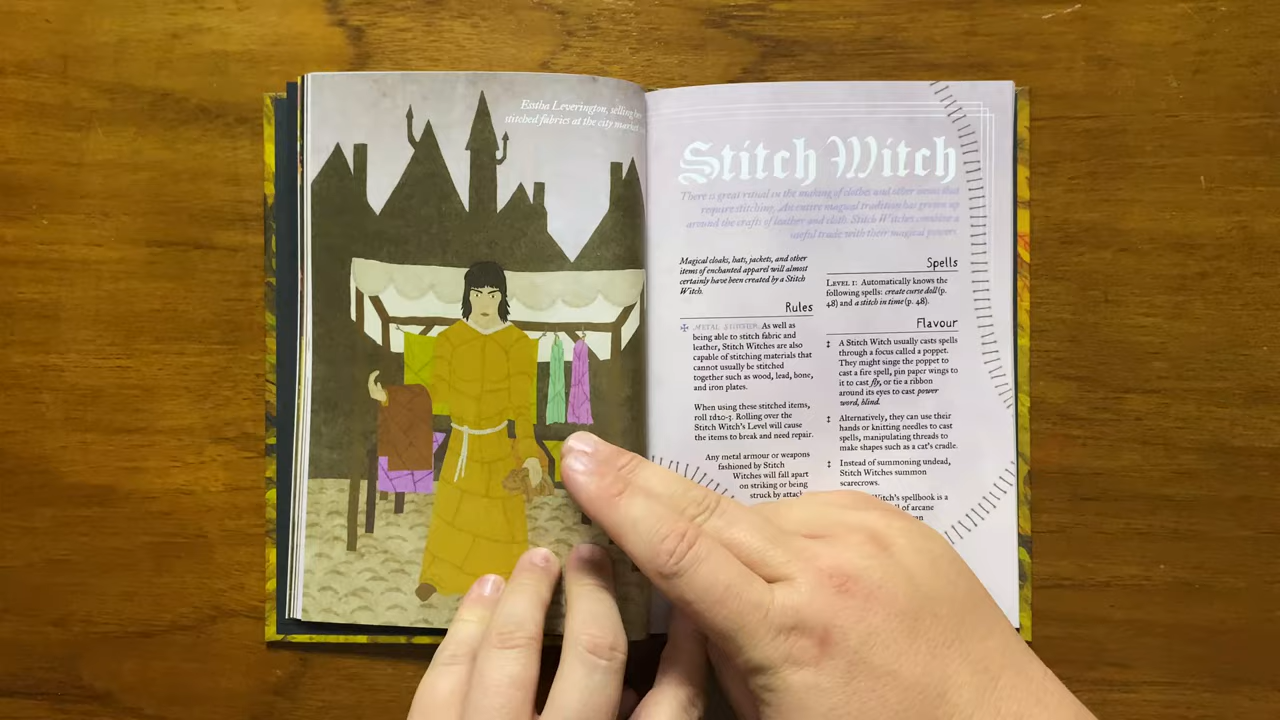 Esstha Leverington, selling her
stitched fabrics at the city market
Stitch Witch
There is great ritual in the making of clothes and other items that
require stitching. An entire magical tradition has grown up
around the crafts of leather and cloth. Stitch Witches combine a
useful trade with their magical powers.
Magical cloaks, hats, jackets, and other
items of enchanted apparel will almost
certainly have been created by a Stitch
Witch.
Rules
As well as
being able to stitch fabric and
leather, Stitch Witches are also
capable of stitching materials that
cannot usually be stitched
together such as wood, lead, bone,
and iron plates.
When using these stitched items,
roll 1d20-3. Rolling over the
Stitch Witch's Level will cause
the items to break and need repair.
Any metal armour or weapons
fashioned by Stitch
Witches will fall apart
on striking or being
struck by
Spells
LEVEL 1: Automatically knows the
following spells: create curse doll (p.
48) and a stitch in time (p. 48).
Flavour
‡ A Stitch Witch usually casts spells
through a focus called a poppet.
They might singe the poppet to
cast a fire spell, pin paper wings to
it to cast fly, or tie a ribbon
around its eyes to cast power
word, blind.
‡ Alternatively, they can use their
hands or knitting needles to cast
spells, manipulating threads to
make shapes such as a cat's cradle.
‡ Instead of summoning undead,
Stitch Witches summon
scarecrows.
Witch's spellbook is a
of arcane